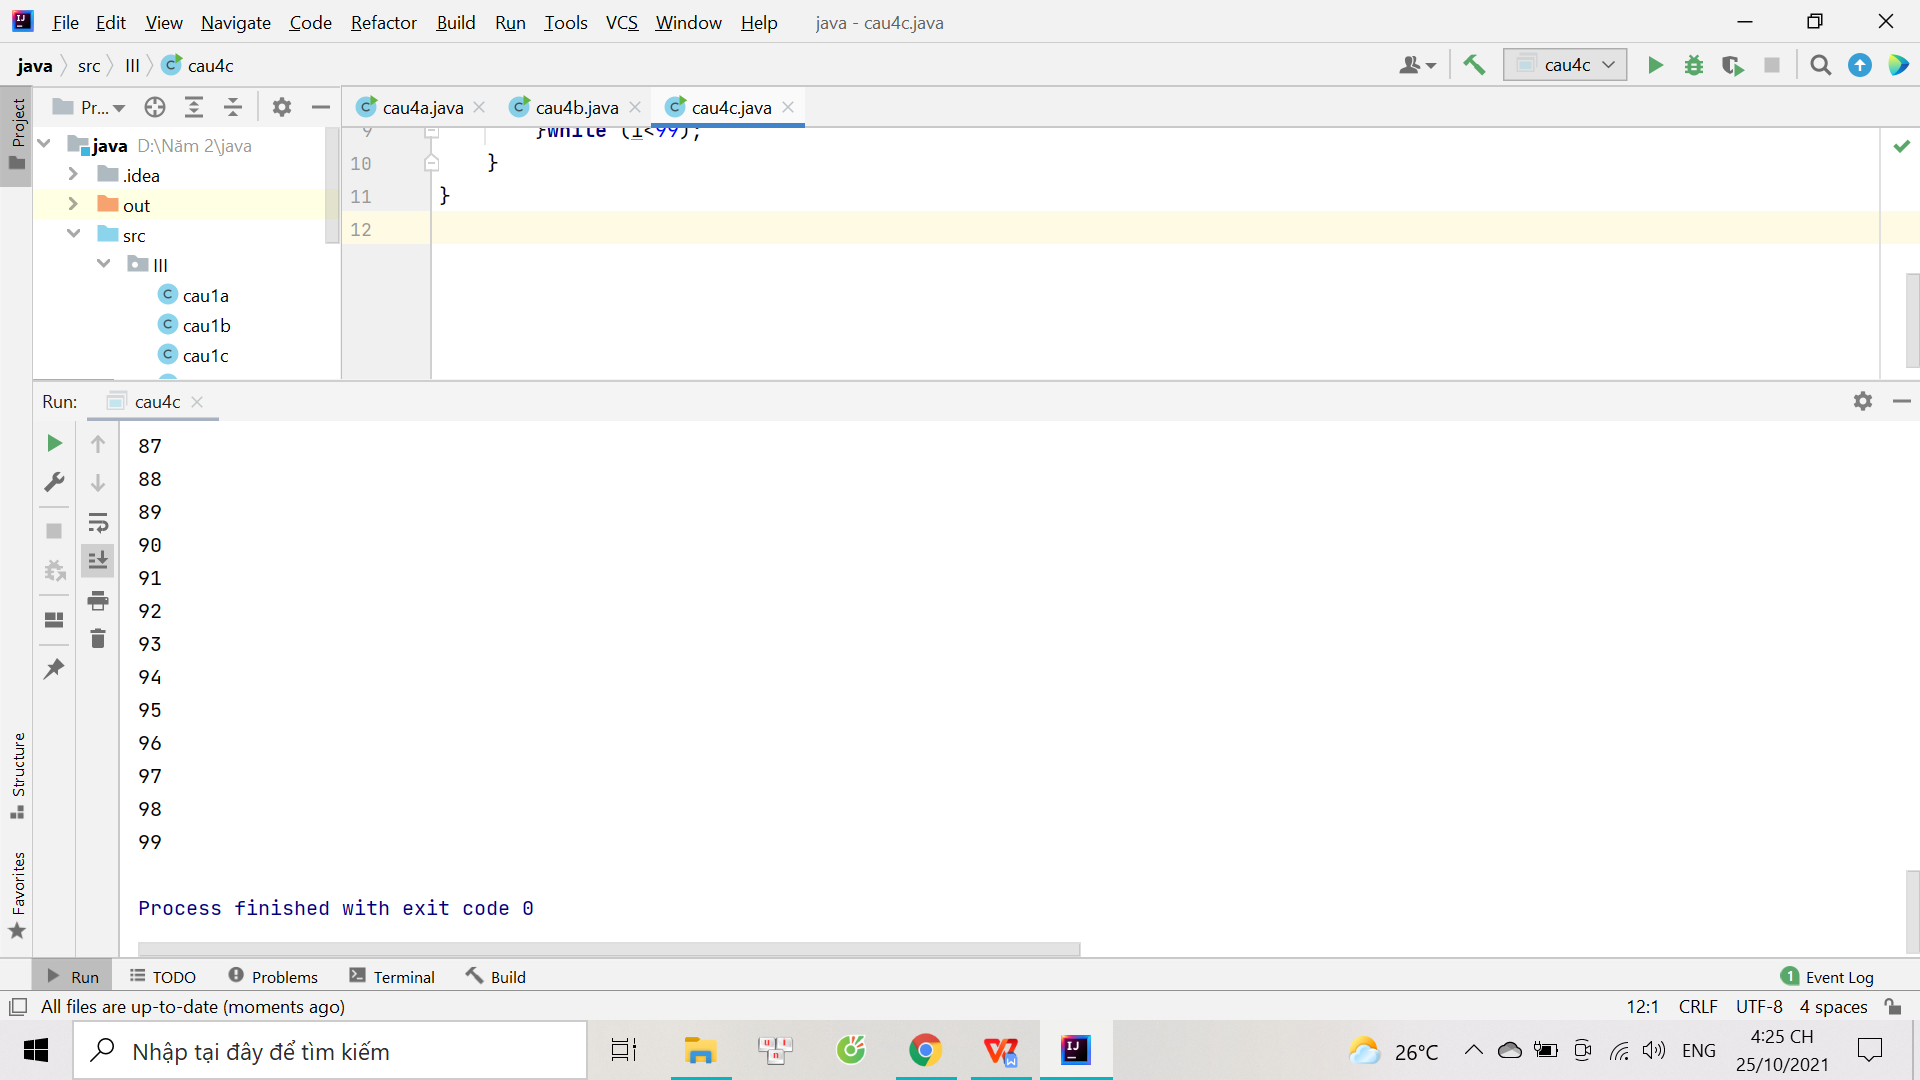 File Edit View Navigate Code Refactor Build Run Tools VCS Window Help java - cau4c.java
java src III cau4c cau4c
Project Pr... cau4a.java cau4b.java cau4c.java
java D:\Năm 2\java
.idea
out
src
III
cau1a
cau1b
cau1c
9 }while (i<99);
10 }
11 }
12
Run: cau4c
87
88
89
90
91
92
93
94
95
96
97
98
99
Process finished with exit code 0
Structure
Favorites
Run TODO Problems Terminal Build 1 Event Log
All files are up-to-date (moments ago) 12:1 CRLF UTF-8 4 spaces
Nhập tại đây để tìm kiếm 26°C ENG 4:25 CH
25/10/2021